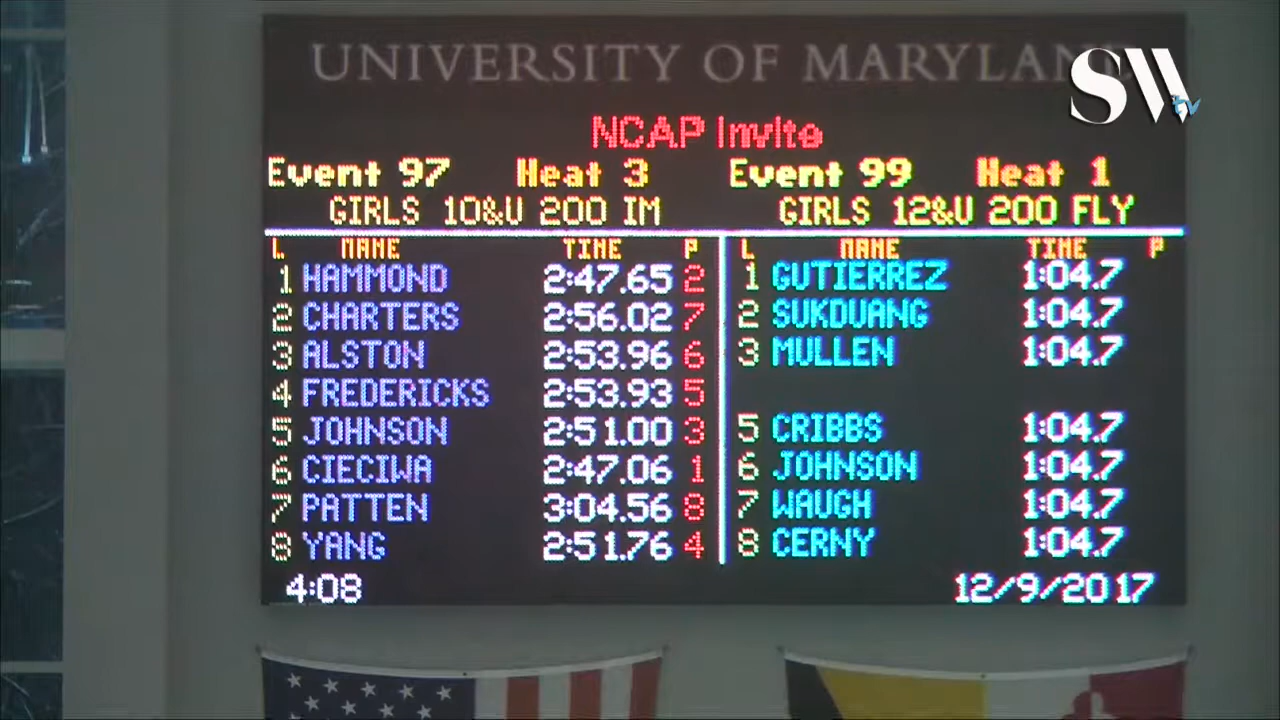 UNIVERSITY OF MARYLAND
SW
tv
NCAP Invite
Event 97 Heat 3
GIRLS 10&U 200 IM
L NAME TIME P
1 HAMMOND 2:47.65 2
2 CHARTERS 2:56.02 7
3 ALSTON 2:53.96 6
4 FREDERICKS 2:53.93 5
5 JOHNSON 2:51.00 3
6 CIECIWA 2:47.06 1
7 PATTEN 3:04.56 8
8 YANG 2:51.76 4
4:08
Event 99 Heat 1
GIRLS 12&U 200 FLY
L NAME TIME P
1 GUTIERREZ 1:04.7
2 SUKDUANG 1:04.7
3 MULLEN 1:04.7
5 CRIBBS 1:04.7
6 JOHNSON 1:04.7
7 WAUGH 1:04.7
8 CERNY 1:04.7
12/9/2017